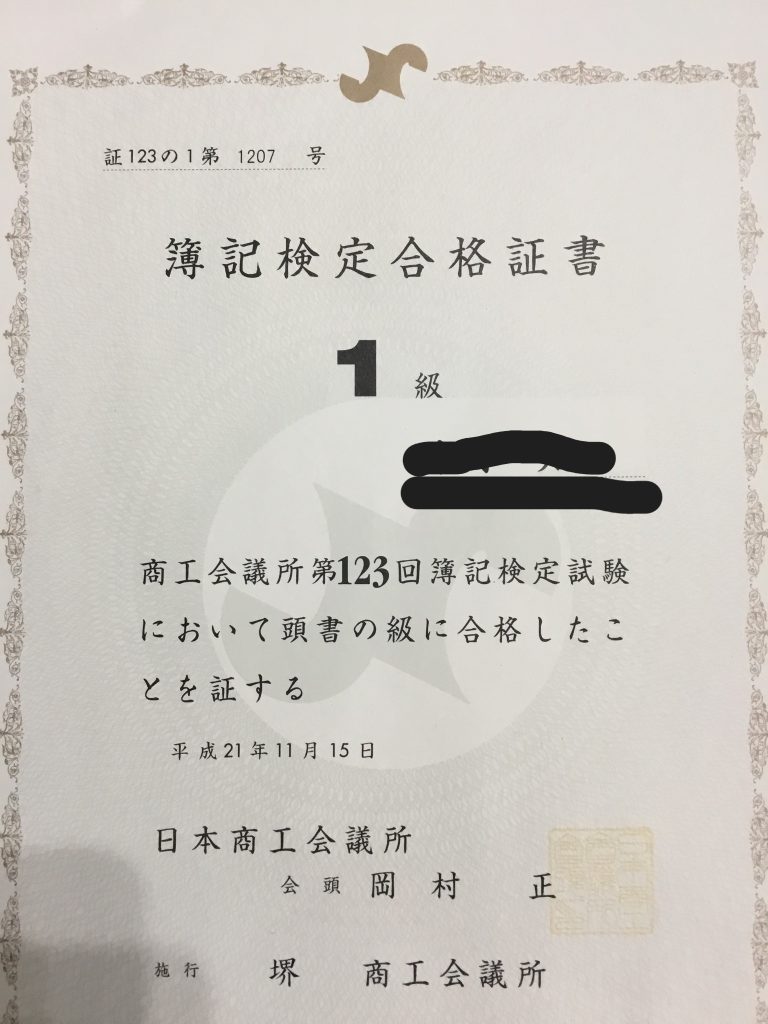 証123の1第 1207 号
簿記検定合格証書
1級
商工会議所第123回簿記検定試験
において頭書の級に合格したこ
とを証する
平成21年11月15日
日本商工会議所
会頭 岡村 正
施行 堺 商工会議所